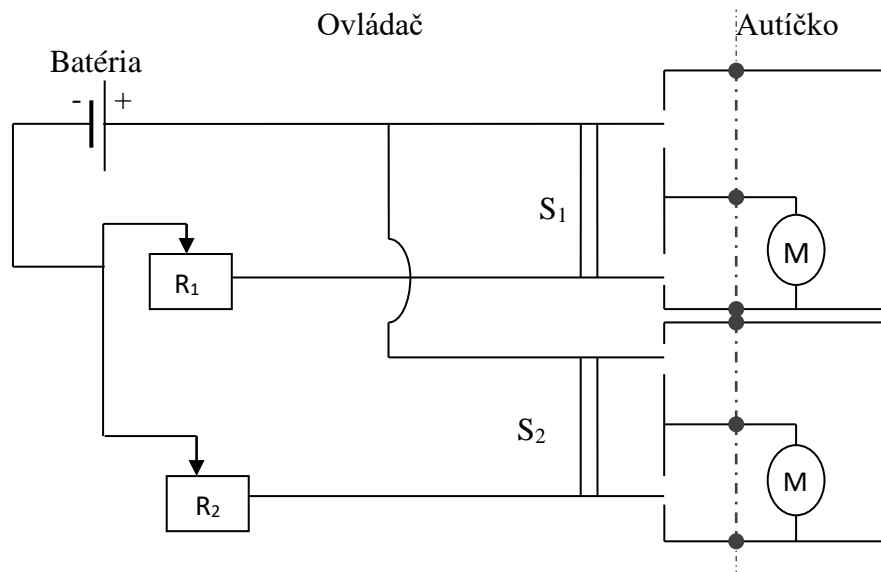 Ovládač
Autíčko
Batéria
- +
S1
M
R1
S2
M
R2